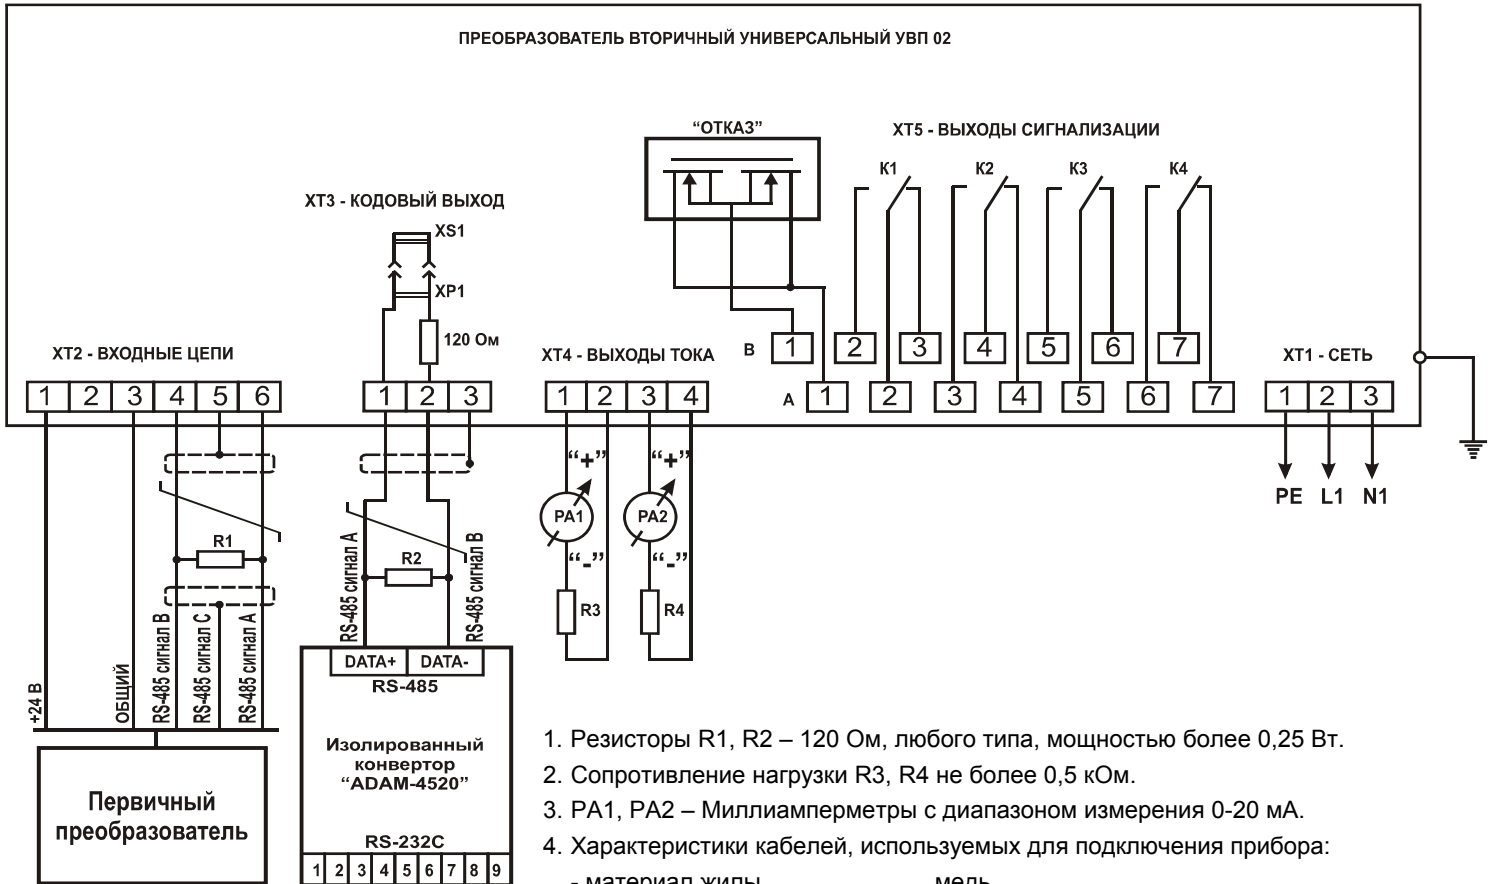 ПРЕОБРАЗОВАТЕЛЬ ВТОРИЧНЫЙ УНИВЕРСАЛЬНЫЙ УВП 02
“ОТКАЗ”
ХТ5 - ВЫХОДЫ СИГНАЛИЗАЦИИ
К1 К2 К3 К4
ХТ3 - КОДОВЫЙ ВЫХОД
XS1
XP1
120 Ом
ХТ2 - ВХОДНЫЕ ЦЕПИ
ХТ4 - ВЫХОДЫ ТОКА
В 1 2 3 4 5 6 7
ХТ1 - СЕТЬ
1 2 3 4 5 6
1 2 3
1 2 3 4
А 1 2 3 4 5 6 7
1 2 3
“+” “+”
PE L1 N1
PA1 PA2
“-” “-”
R1
R2
R3 R4
RS-485 сигнал А
RS-485 сигнал В
+24 В
ОБЩИЙ
RS-485 сигнал В
RS-485 сигнал С
RS-485 сигнал А
DATA+ DATA-
RS-485
Изолированный
конвертор
“ADAM-4520”
RS-232C
1 2 3 4 5 6 7 8 9
Первичный
преобразователь
1. Резисторы R1, R2 – 120 Ом, любого типа, мощностью более 0,25 Вт.
2. Сопротивление нагрузки R3, R4 не более 0,5 кОм.
3. РА1, РА2 – Миллиамперметры с диапазоном измерения 0-20 мА.
4. Характеристики кабелей, используемых для подключения прибора:
- материал жилы мель